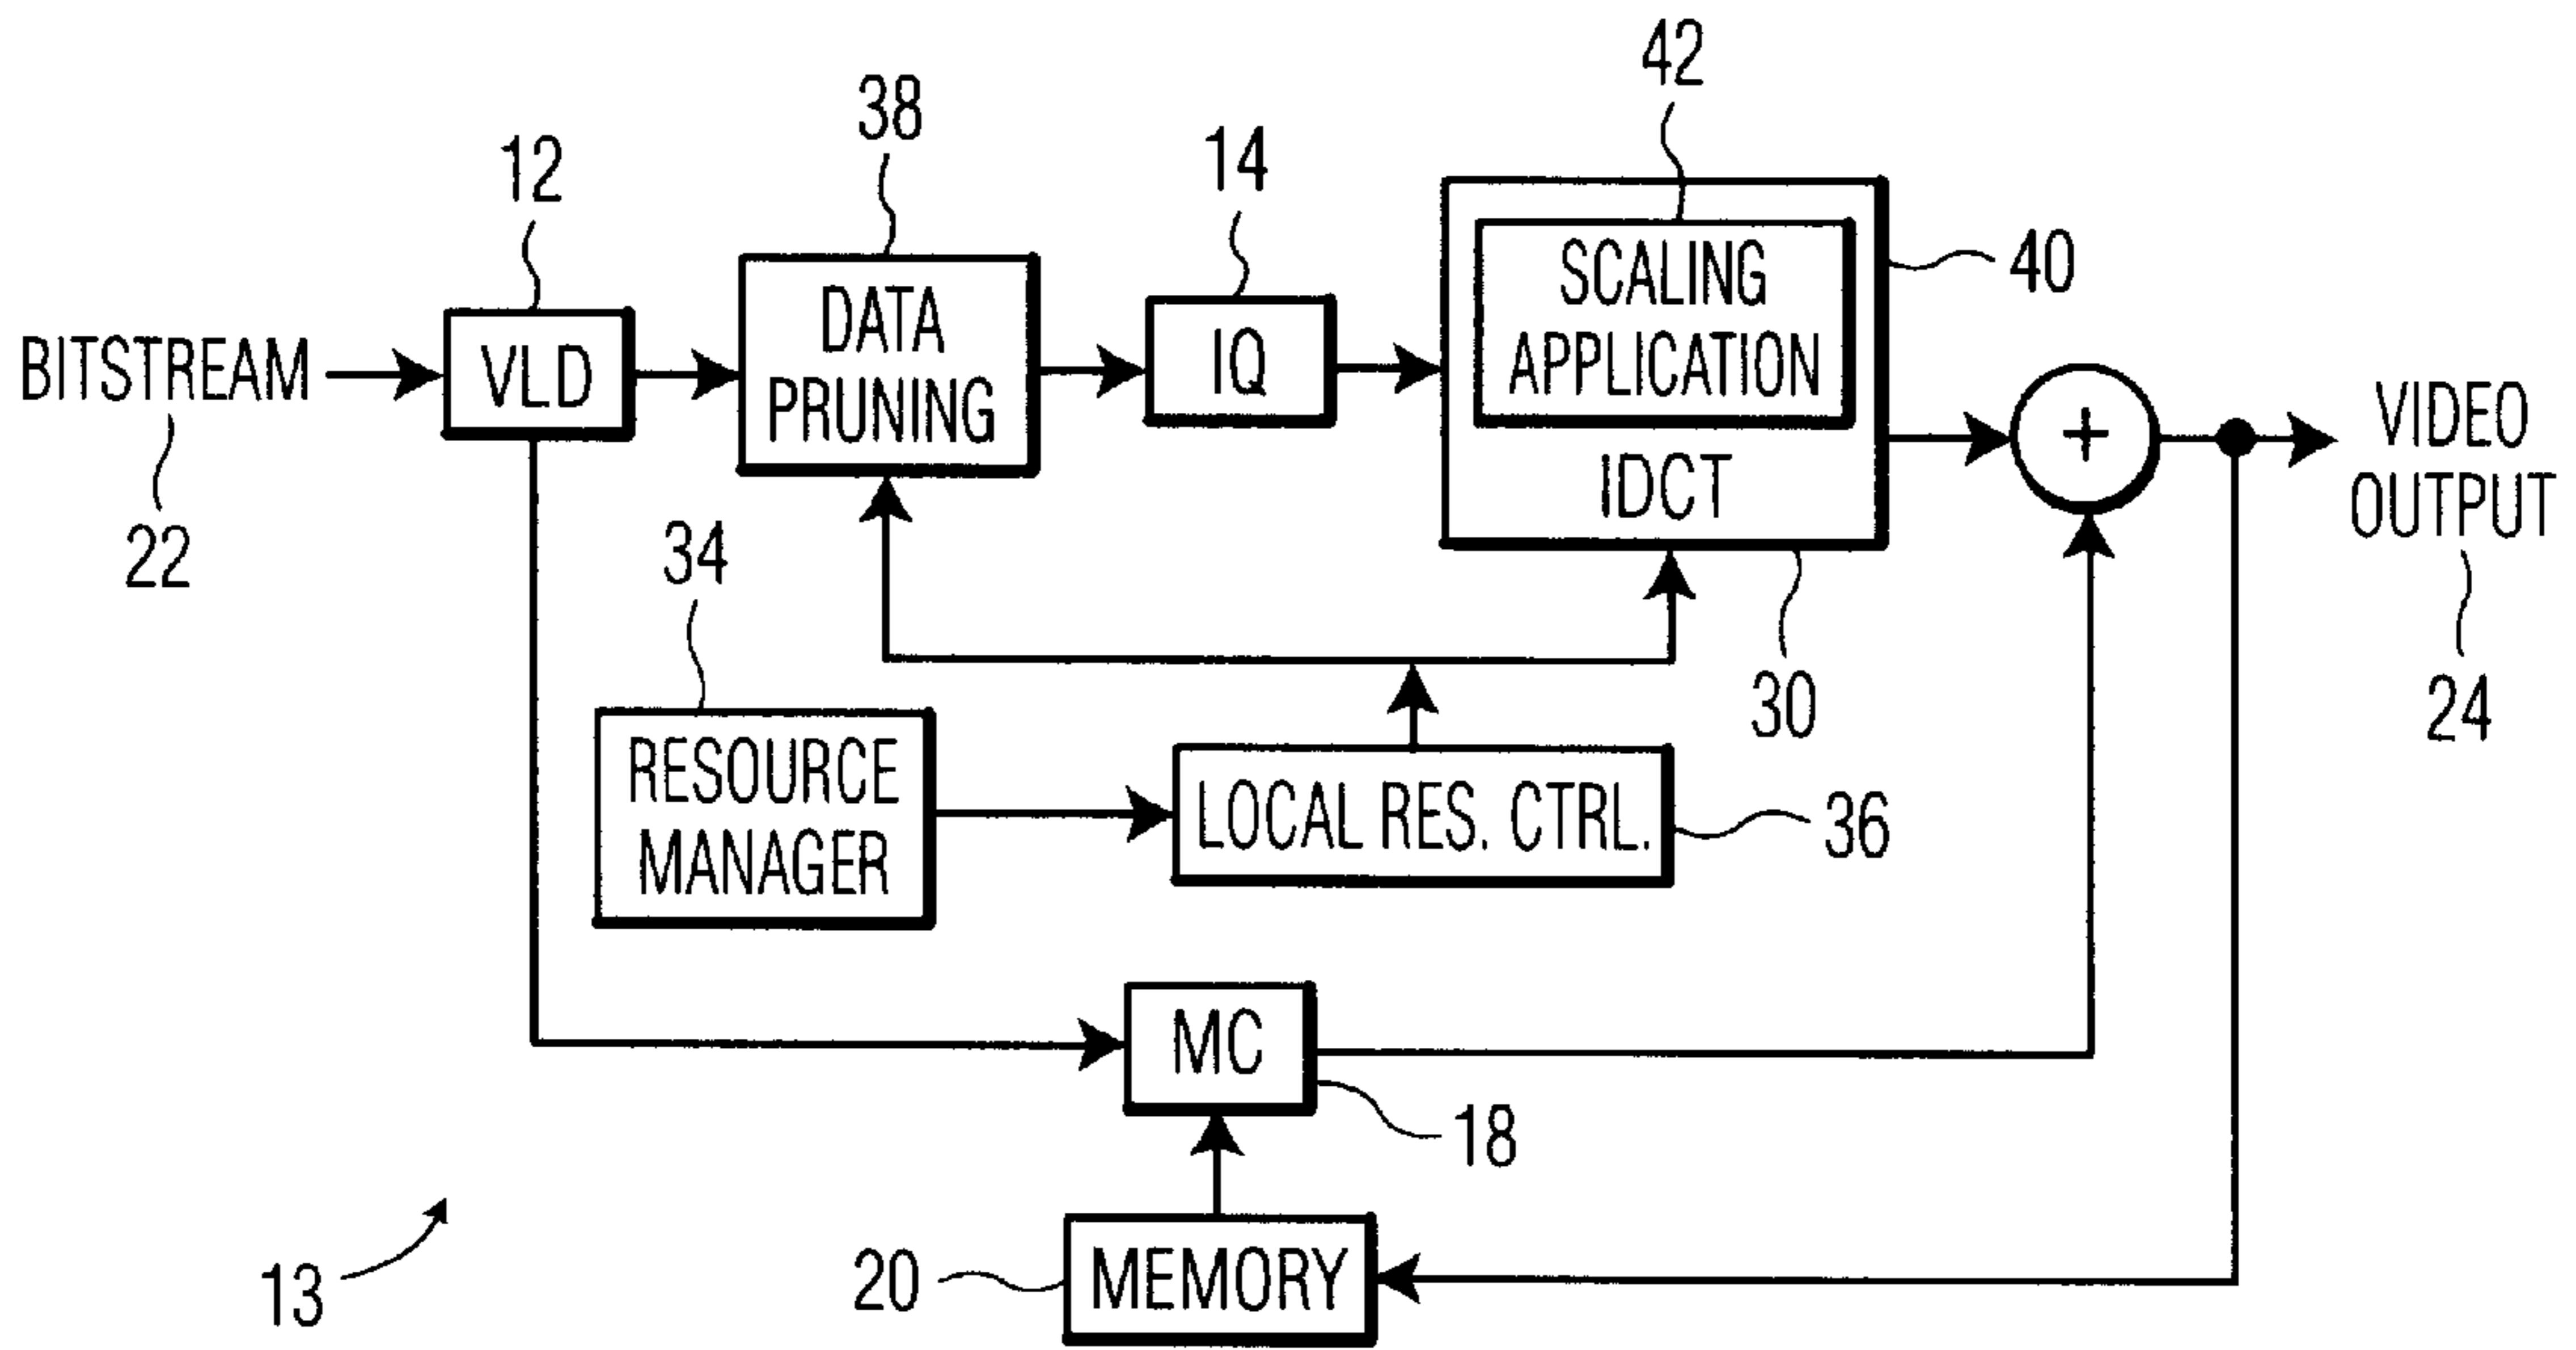 42
38
14
12
SCALING
APPLICATION
40
DATA
PRUNING
BITSTREAM
VLD
IQ
IDCT
+
VIDEO
OUTPUT
22
34
30
24
RESOURCE
MANAGER
LOCAL RES. CTRL.
36
MC
18
13
20
MEMORY